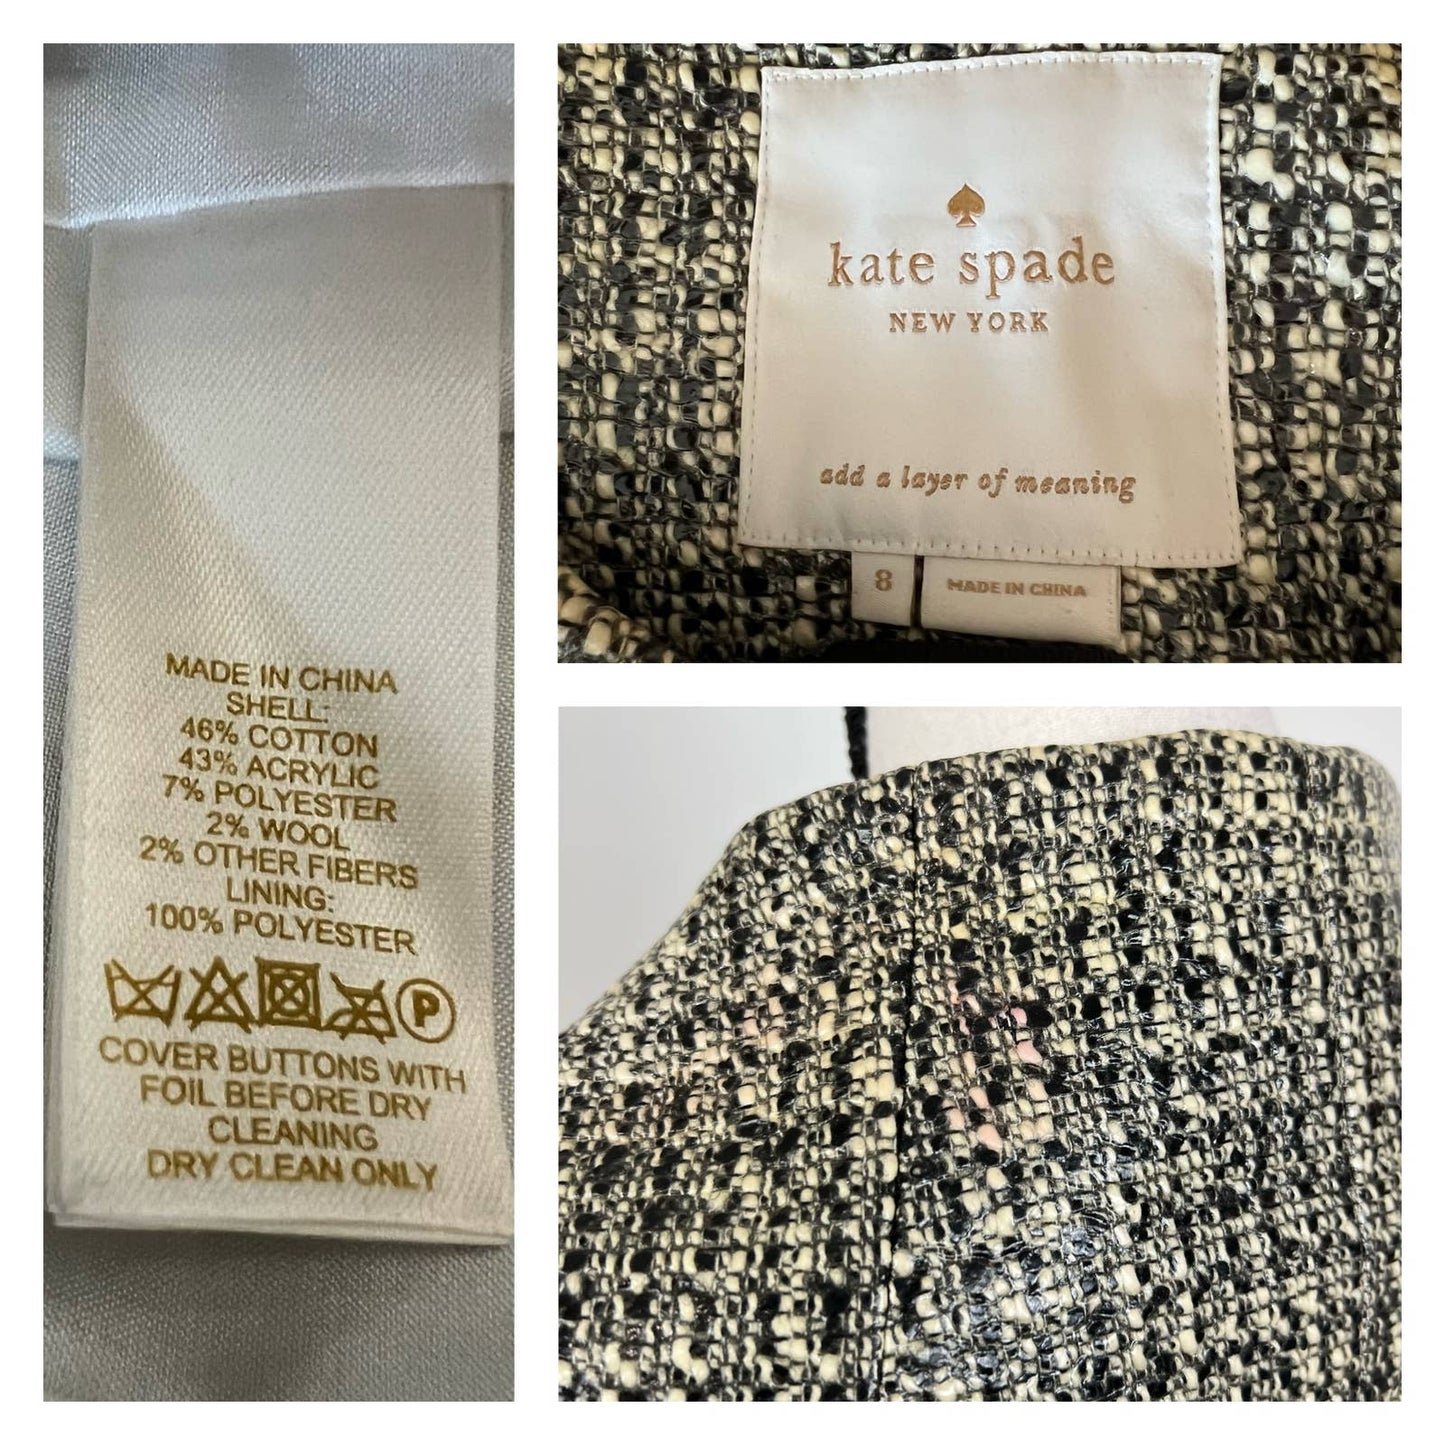 MADE IN CHINA
SHELL:
46% COTTON
43% ACRYLIC
7% POLYESTER
2% WOOL
2% OTHER FIBERS
LINING:
100% POLYESTER
P
COVER BUTTONS WITH
FOIL BEFORE DRY
CLEANING
DRY CLEAN ONLY
kate spade
NEW YORK
add a layer of meaning
8
MADE IN CHINA